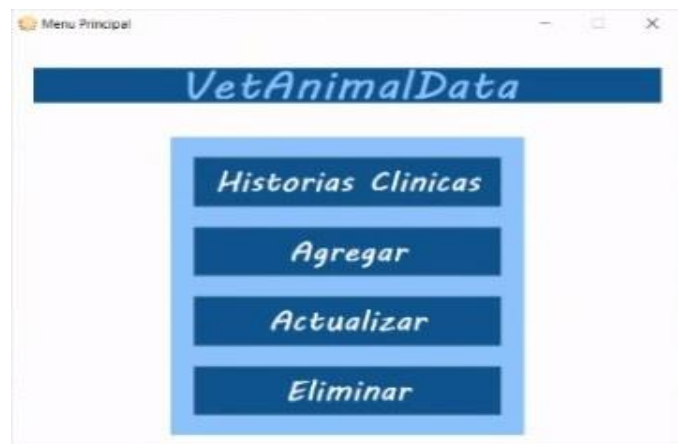 Menu Principal
VetAnimalData
Historias Clinicas
Agregar
Actualizar
Eliminar